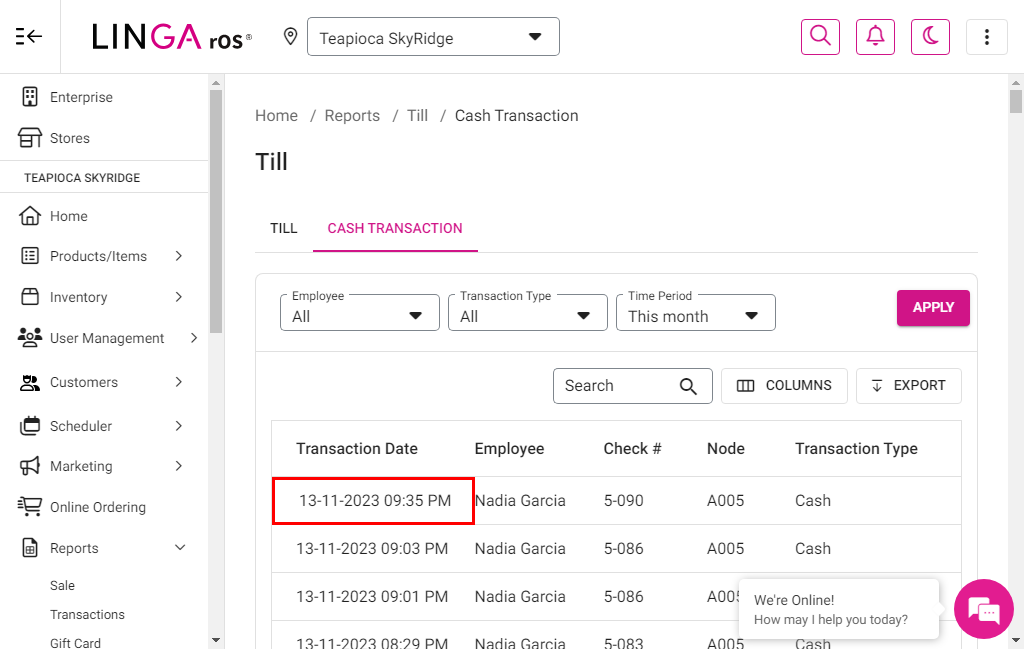 LINGA ros®
Teapioca SkyRidge
Enterprise
Stores
TEAPIOCA SKYRIDGE
Home
Products/Items
Inventory
User Management
Customers
Scheduler
Marketing
Online Ordering
Reports
Sale
Transactions
Gift Card
Home / Reports / Till / Cash Transaction
Till
TILL CASH TRANSACTION
Employee Transaction Type Time Period
All All This month APPLY
Search COLUMNS EXPORT
Transaction Date Employee Check # Node Transaction Type
13-11-2023 09:35 PM Nadia Garcia 5-090 A005 Cash
13-11-2023 09:03 PM Nadia Garcia 5-086 A005 Cash
13-11-2023 09:01 PM Nadia Garcia 5-086 A005
13-11-2023 08:29 PM Nadia Garcia 5-083 A005 Cash
We're Online!
How may I help you today?